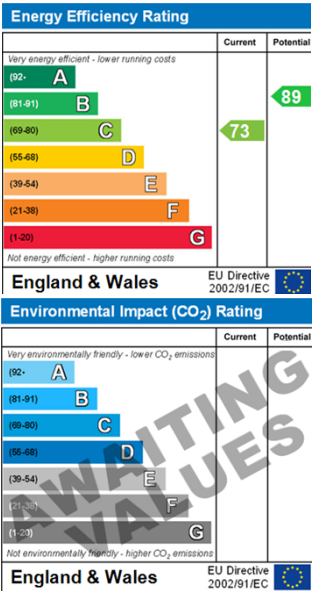 Energy Efficiency Rating
Current Potential
Very energy efficient - lower running costs
(92- A
(81-91) B
(69-80) C
(55-68) D
(39-54) E
(21-38) F
(1-20) G
89
73
Not energy efficient - higher running costs
England & Wales
EU Directive
2002/91/EC
Environmental Impact (CO2) Rating
Current Potential
Very environmentally friendly - lower CO2 emissions
(92- A
(81-91) B
(69-80) C
(55-68) D
(39-54) E
(21-38) F
(1-20) G
AWAITING
VALUES
Not environmentally friendly - higher CO2 emissions
England & Wales
EU Directive
2002/91/EC